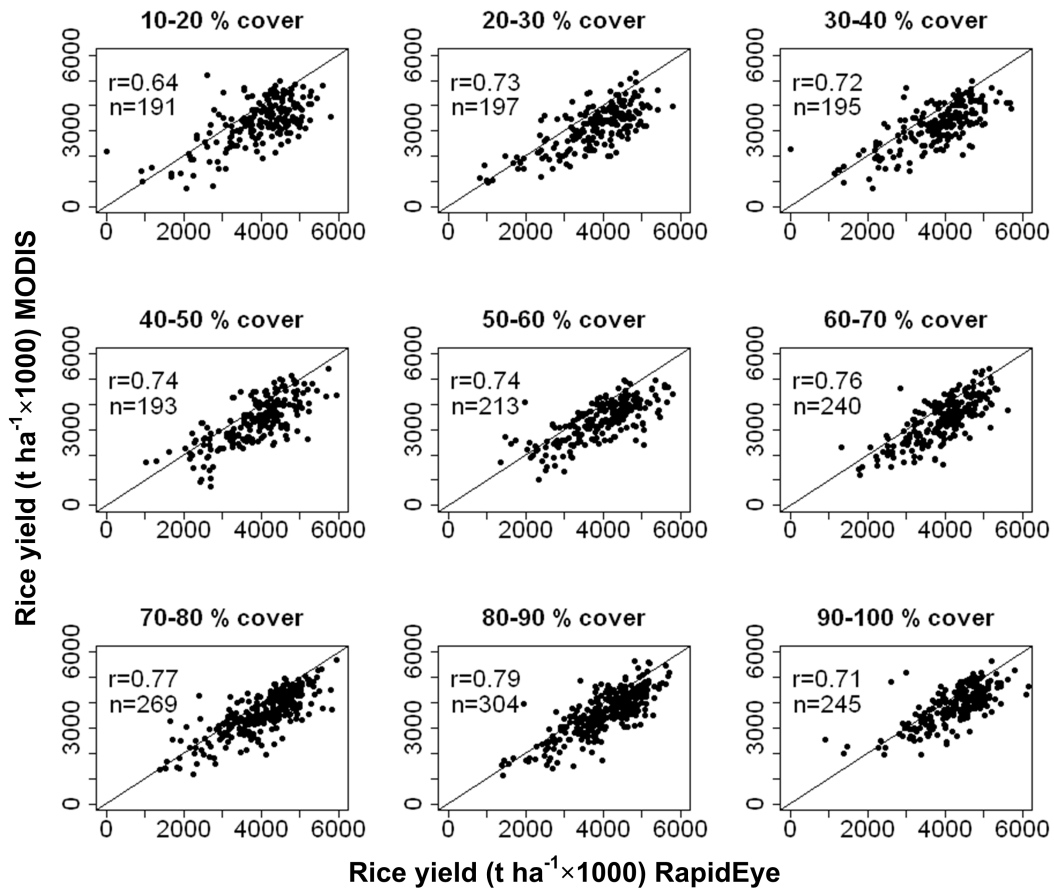 10-20 % cover
r=0.64
n=191
0 3000 6000
0 2000 4000 6000
20-30 % cover
r=0.73
n=197
0 3000 6000
0 2000 4000 6000
30-40 % cover
r=0.72
n=195
0 3000 6000
0 2000 4000 6000
40-50 % cover
r=0.74
n=193
0 3000 6000
0 2000 4000 6000
50-60 % cover
r=0.74
n=213
0 3000 6000
0 2000 4000 6000
60-70 % cover
r=0.76
n=240
0 3000 6000
0 2000 4000 6000
70-80 % cover
r=0.77
n=269
0 3000 6000
0 2000 4000 6000
80-90 % cover
r=0.79
n=304
0 3000 6000
0 2000 4000 6000
90-100 % cover
r=0.71
n=245
0 3000 6000
0 2000 4000 6000
Rice yield (t ha⁻¹×1000) MODIS
Rice yield (t ha⁻¹×1000) RapidEye